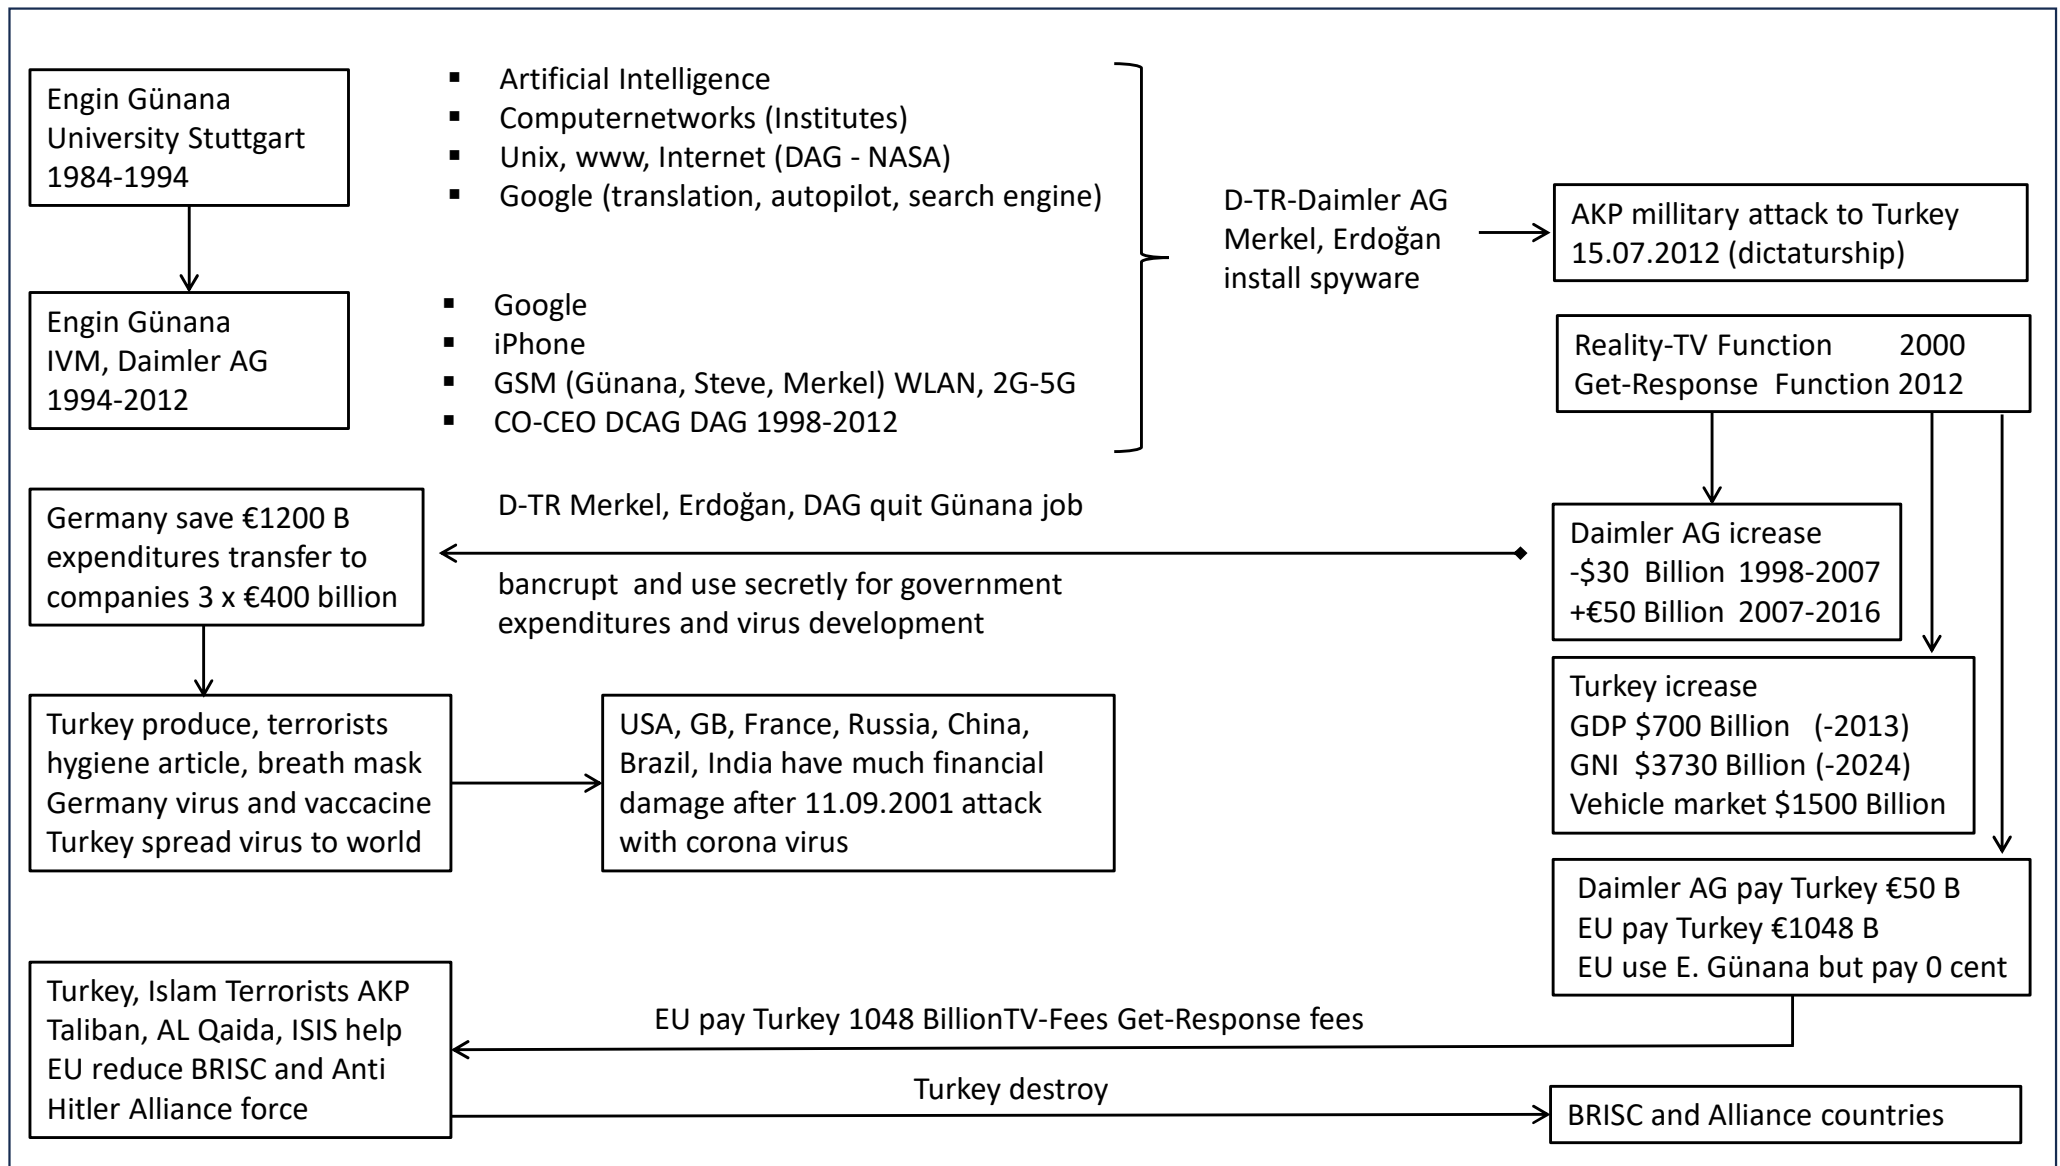 Engin Günana
University Stuttgart
1984-1994
Artificial Intelligence
Computernetworks (Institutes)
Unix, www, Internet (DAG - NASA)
Google (translation, autopilot, search engine)
D-TR-Daimler AG
Merkel, Erdoğan
install spyware
AKP millitary attack to Turkey
15.07.2012 (dictaturship)
Engin Günana
IVM, Daimler AG
1994-2012
Google
iPhone
GSM (Günana, Steve, Merkel) WLAN, 2G-5G
CO-CEO DCAG DAG 1998-2012
Reality-TV Function 2000
Get-Response Function 2012
Germany save €1200 B
expenditures transfer to
companies 3 x €400 billion
D-TR Merkel, Erdoğan, DAG quit Günana job
bancrupt and use secretly for government
expenditures and virus development
Daimler AG icrease
-$30 Billion 1998-2007
+€50 Billion 2007-2016
Turkey produce, terrorists
hygiene article, breath mask
Germany virus and vaccacine
Turkey spread virus to world
USA, GB, France, Russia, China,
Brazil, India have much financial
damage after 11.09.2001 attack
with corona virus
Turkey icrease
GDP $700 Billion (-2013)
GNI $3730 Billion (-2024)
Vehicle market $1500 Billion
Daimler AG pay Turkey €50 B
EU pay Turkey €1048 B
EU use E. Günana but pay 0 cent
Turkey, Islam Terrorists AKP
Taliban, AL Qaida, ISIS help
EU reduce BRISC and Anti
Hitler Alliance force
EU pay Turkey 1048 BillionTV-Fees Get-Response fees
Turkey destroy
BRISC and Alliance countries